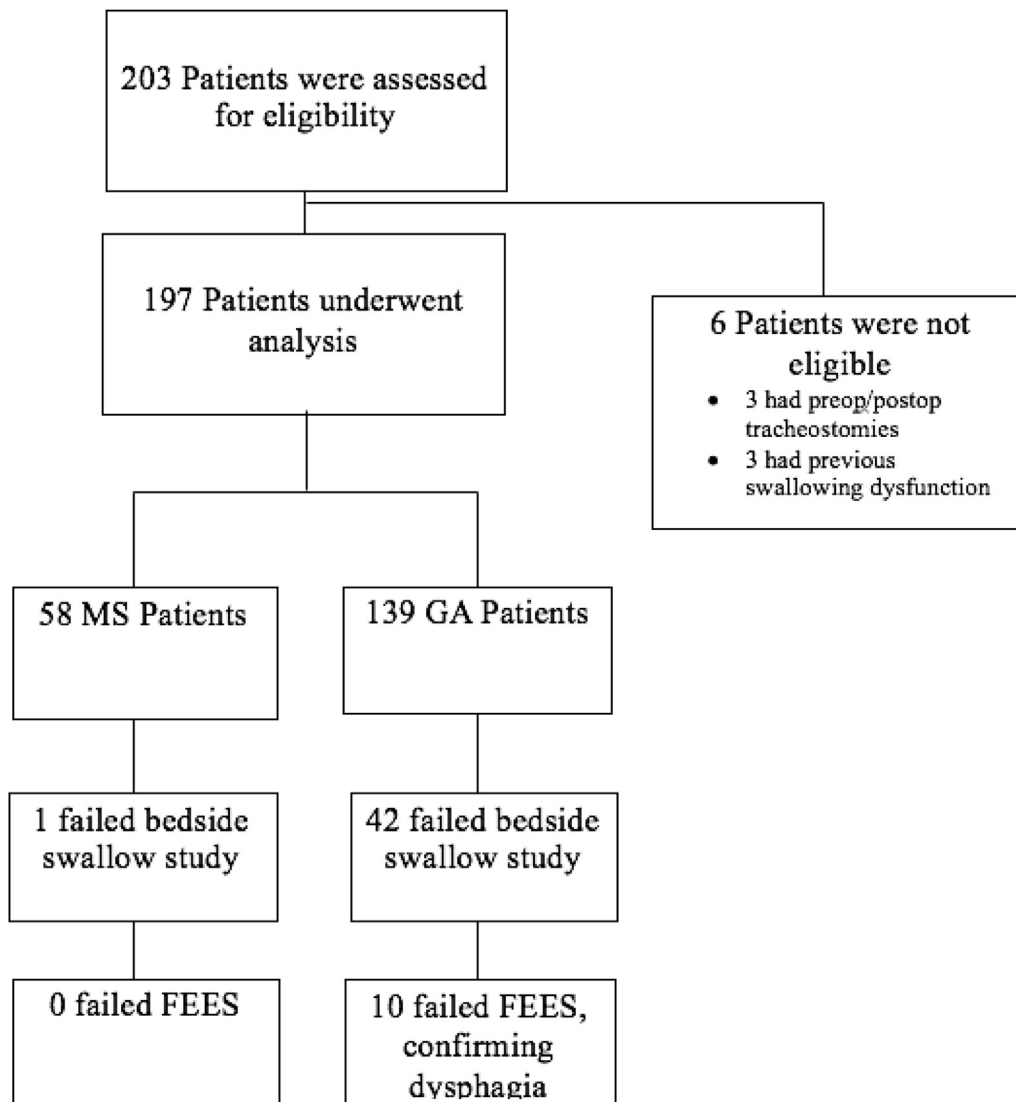 203 Patients were assessed
for eligibility
197 Patients underwent
analysis
6 Patients were not
eligible
• 3 had preop/postop
tracheostomies
• 3 had previous
swallowing dysfunction
58 MS Patients
139 GA Patients
1 failed bedside
swallow study
42 failed bedside
swallow study
0 failed FEES
10 failed FEES,
confirming
dysphagia